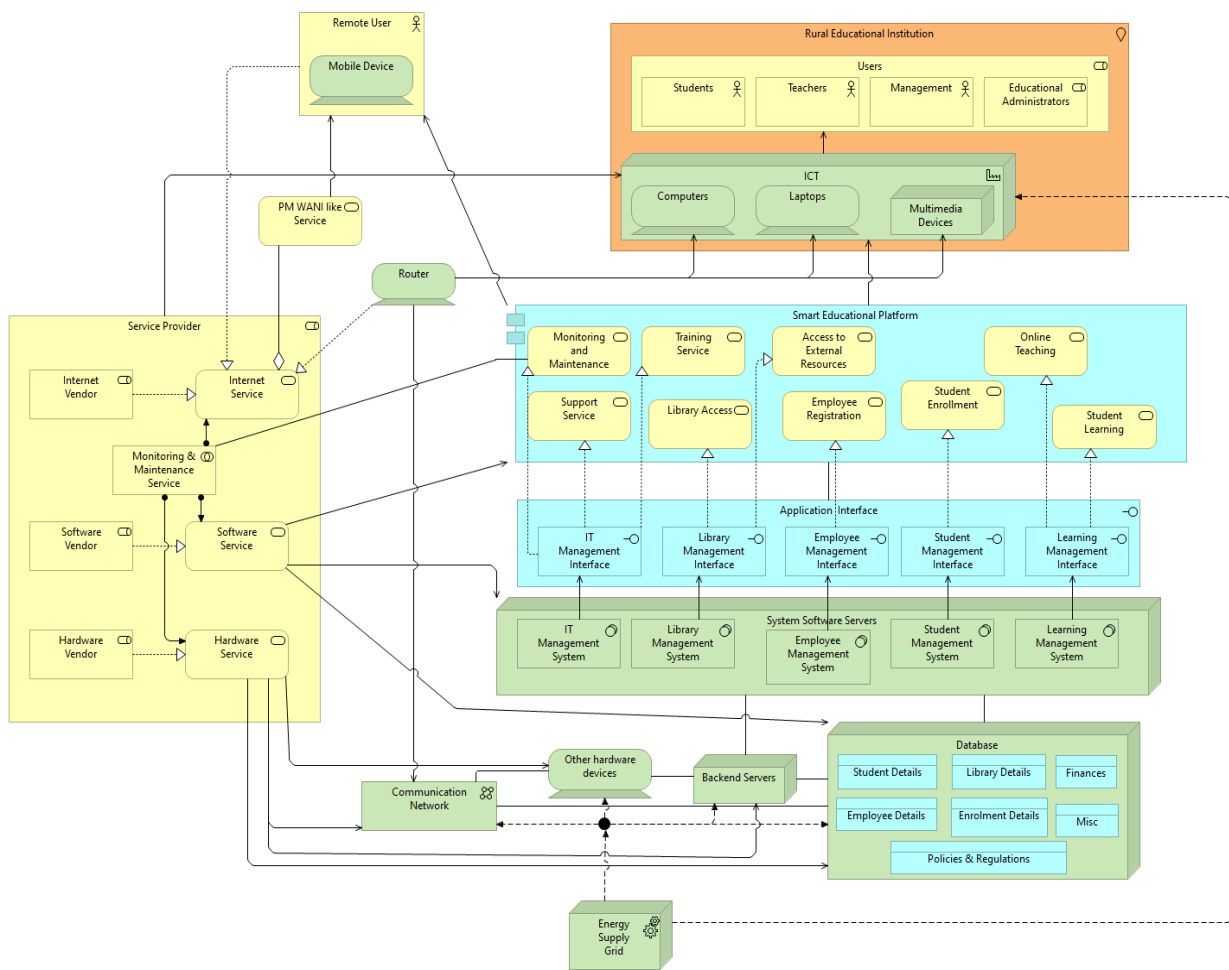 Remote User
Mobile Device
Rural Educational Institution
Users
Students
Teachers
Management
Educational
Administrators
ICT
Computers
Laptops
Multimedia
Devices
PM WANI like
Service
Router
Service Provider
Internet
Vendor
Internet
Service
Monitoring &
Maintenance
Service
Software
Vendor
Software
Service
Hardware
Vendor
Hardware
Service
Smart Educational Platform
Monitoring
and
Maintenance
Training
Service
Access to
External
Resources
Online
Teaching
Support
Service
Library Access
Employee
Registration
Student
Enrollment
Student
Learning
Application Interface
IT
Management
Interface
Library
Management
Interface
Employee
Management
Interface
Student
Management
Interface
Learning
Management
Interface
System Software Servers
IT
Management
System
Library
Management
System
Employee
Management
System
Student
Management
System
Learning
Management
System
Database
Student Details
Library Details
Finances
Employee Details
Enrolment Details
Misc
Policies & Regulations
Other hardware
devices
Backend Servers
Communication
Network
Energy
Supply
Grid